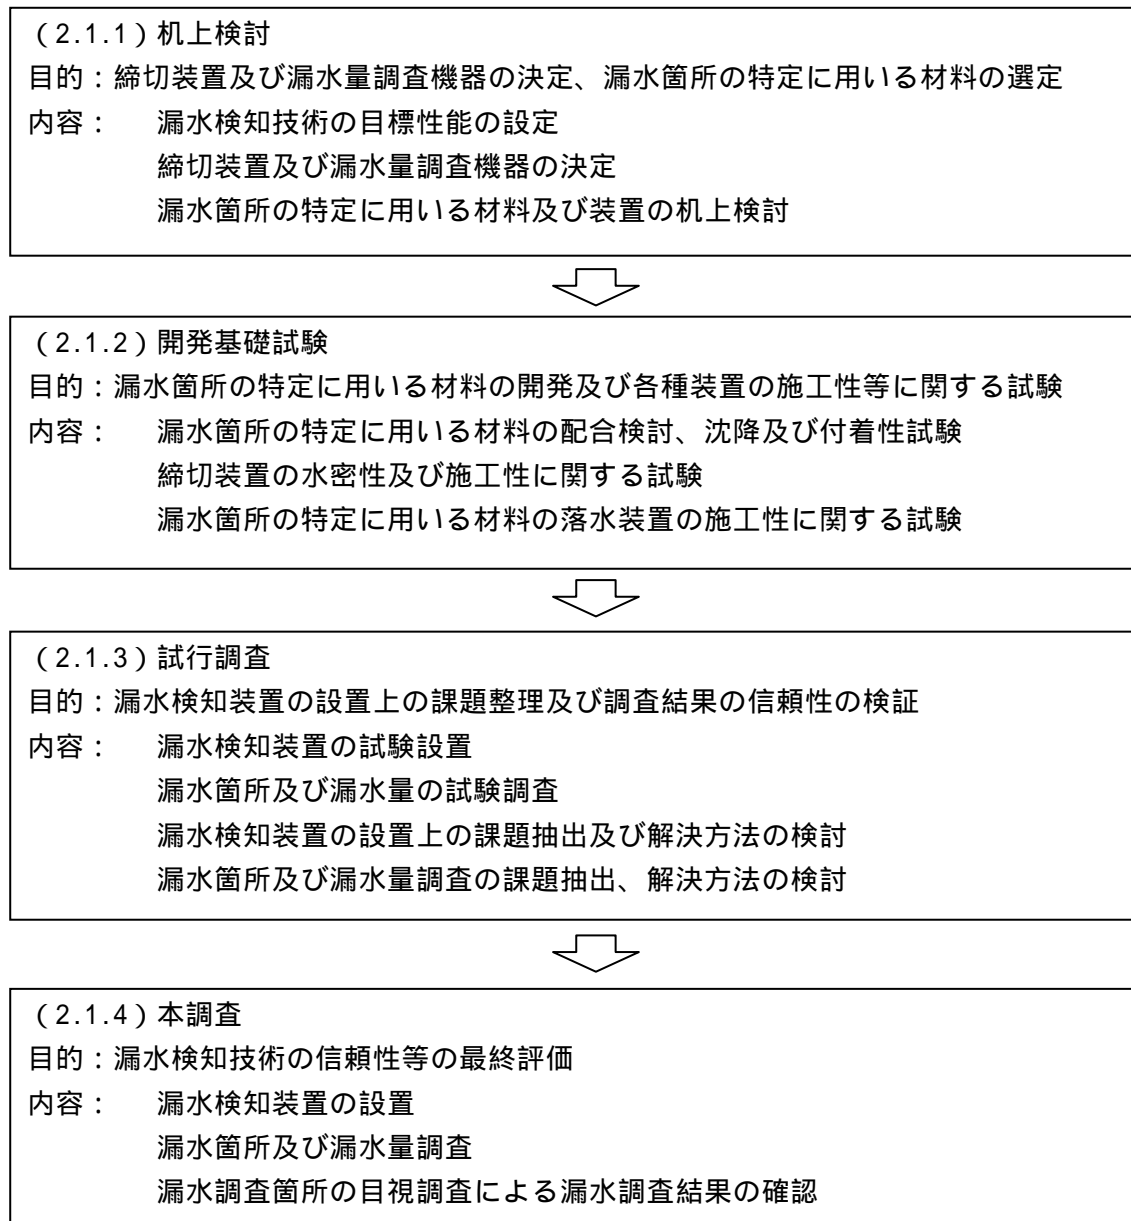 （2.1.1）机上検討
目的：締切装置及び漏水量調査機器の決定、漏水箇所の特定に用いる材料の選定
内容：　　漏水検知技術の目標性能の設定
締切装置及び漏水量調査機器の決定
漏水箇所の特定に用いる材料及び装置の机上検討
（2.1.2）開発基礎試験
目的：漏水箇所の特定に用いる材料の開発及び各種装置の施工性等に関する試験
内容：　　漏水箇所の特定に用いる材料の配合検討、沈降及び付着性試験
締切装置の水密性及び施工性に関する試験
漏水箇所の特定に用いる材料の落水装置の施工性に関する試験
（2.1.3）試行調査
目的：漏水検知装置の設置上の課題整理及び調査結果の信頼性の検証
内容：　　漏水検知装置の試験設置
漏水箇所及び漏水量の試験調査
漏水検知装置の設置上の課題抽出及び解決方法の検討
漏水箇所及び漏水量調査の課題抽出、解決方法の検討
（2.1.4）本調査
目的：漏水検知技術の信頼性等の最終評価
内容：　　漏水検知装置の設置
漏水箇所及び漏水量調査
漏水調査箇所の目視調査による漏水調査結果の確認